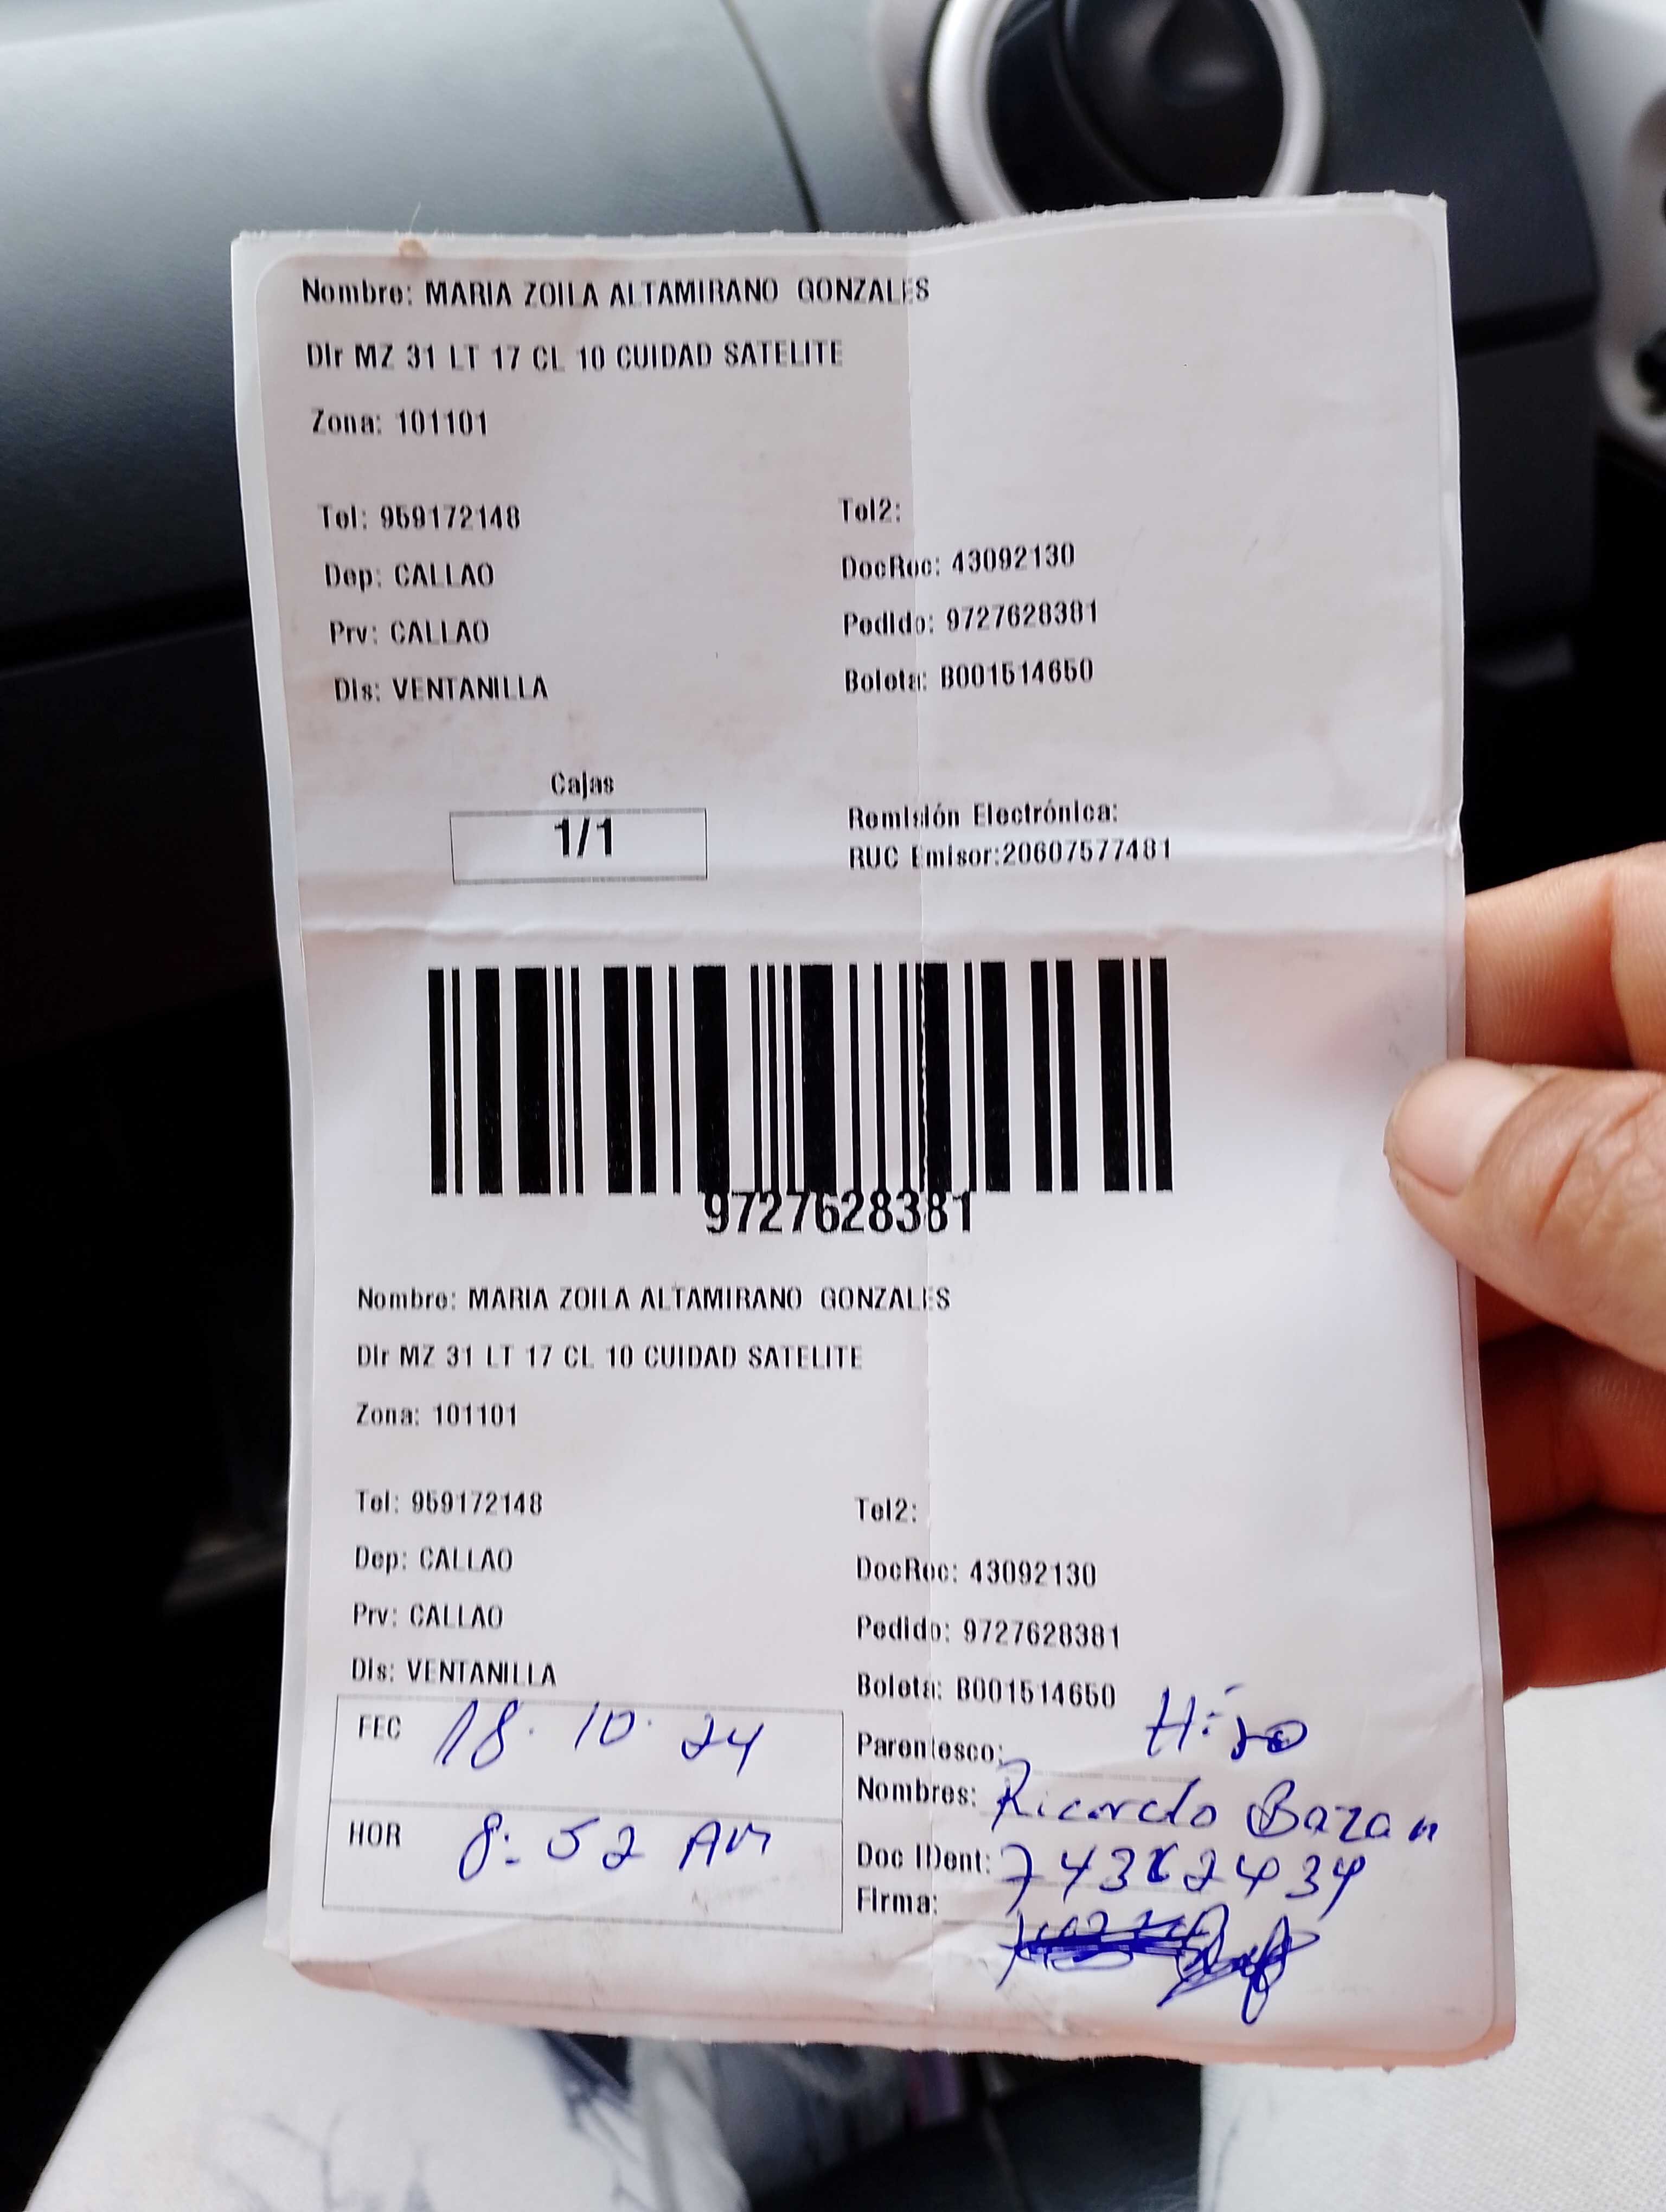 Nombre: MARIA ZOILA ALTAMIRANO GONZALES
Dir MZ 31 LT 17 CL 10 CUIDAD SATELITE
Zona: 101101
Tel: 959172148 Tel2:
Dep: CALLAO DocRec: 43092130
Prv: CALLAO Pedido: 9727628381
Dis: VENTANILLA Boleta: B001514650
Cajas
1/1
Remisión Electrónica:
RUC Emisor:20607577481
9727628381
Nombre: MARIA ZOILA ALTAMIRANO GONZALES
Dir MZ 31 LT 17 CL 10 CUIDAD SATELITE
Zona: 101101
Tel: 959172148 Tel2:
Dep: CALLAO DocRec: 43092130
Prv: CALLAO Pedido: 9727628381
Dis: VENTANILLA Boleta: B001514650
FEC 18. 10. 24
HOR 8: 52 AM
Parentesco: Hijo
Nombres: Ricardo Bazan
Doc IDent:
Firma: